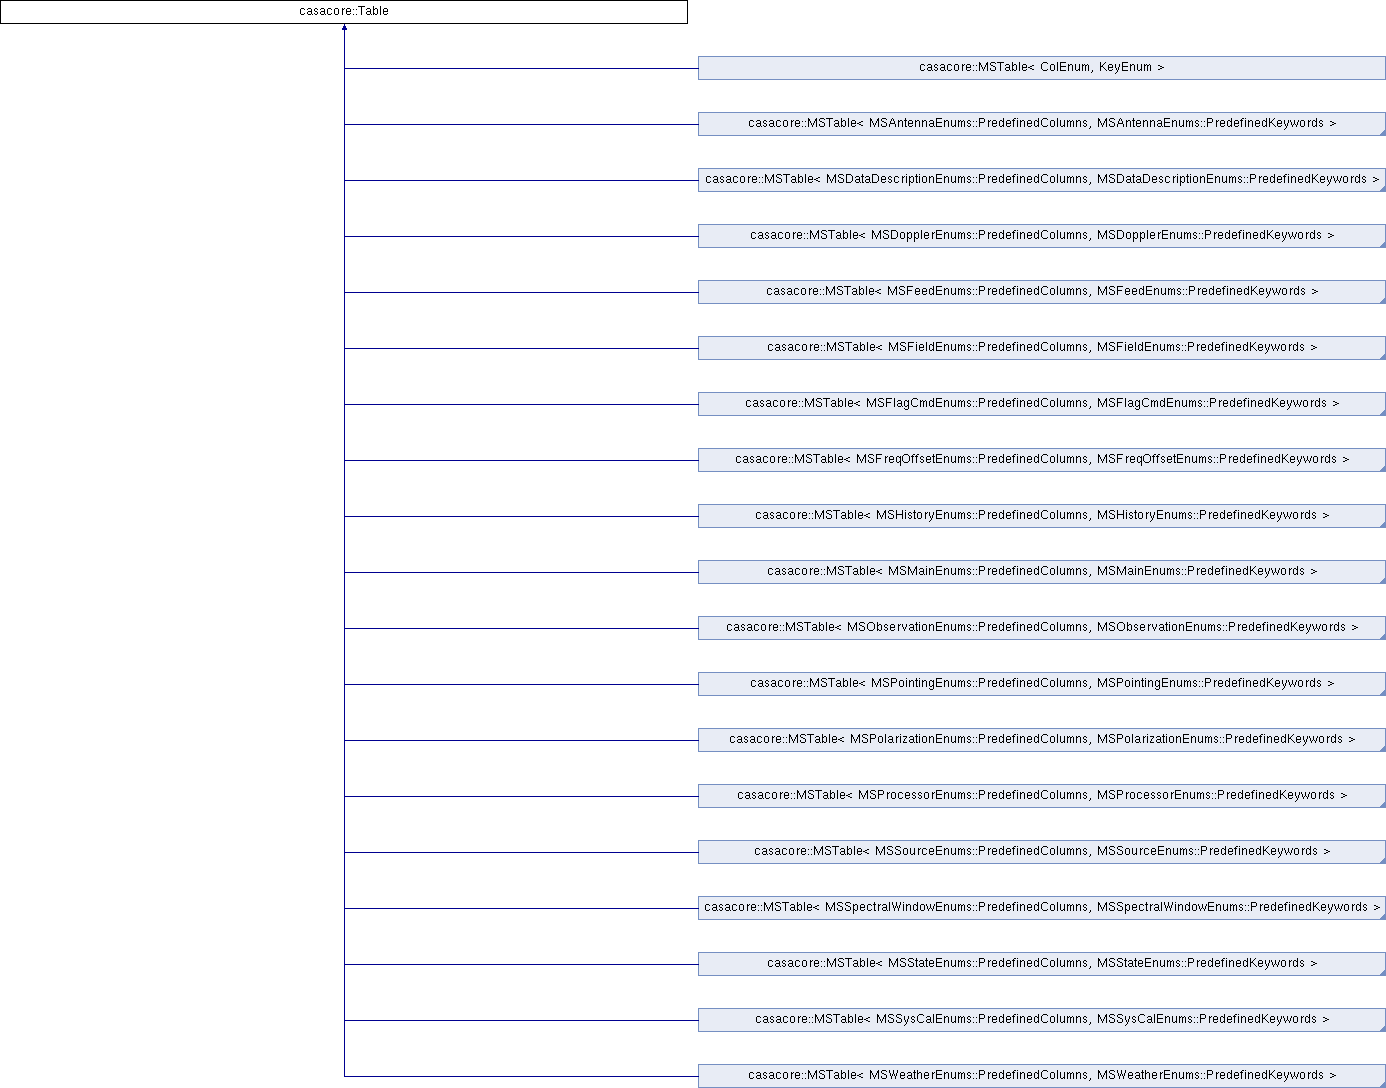 casacore::Table
casacore::MSTable< ColEnum, KeyEnum >
casacore::MSTable< MSAntennaEnums::PredefinedColumns, MSAntennaEnums::PredefinedKeywords >
casacore::MSTable< MSDataDescriptionEnums::PredefinedColumns, MSDataDescriptionEnums::PredefinedKeywords >
casacore::MSTable< MSDopplerEnums::PredefinedColumns, MSDopplerEnums::PredefinedKeywords >
casacore::MSTable< MSFeedEnums::PredefinedColumns, MSFeedEnums::PredefinedKeywords >
casacore::MSTable< MSFieldEnums::PredefinedColumns, MSFieldEnums::PredefinedKeywords >
casacore::MSTable< MSFlagCmdEnums::PredefinedColumns, MSFlagCmdEnums::PredefinedKeywords >
casacore::MSTable< MSFreqOffsetEnums::PredefinedColumns, MSFreqOffsetEnums::PredefinedKeywords >
casacore::MSTable< MSHistoryEnums::PredefinedColumns, MSHistoryEnums::PredefinedKeywords >
casacore::MSTable< MSMainEnums::PredefinedColumns, MSMainEnums::PredefinedKeywords >
casacore::MSTable< MSObservationEnums::PredefinedColumns, MSObservationEnums::PredefinedKeywords >
casacore::MSTable< MSPointingEnums::PredefinedColumns, MSPointingEnums::PredefinedKeywords >
casacore::MSTable< MSPolarizationEnums::PredefinedColumns, MSPolarizationEnums::PredefinedKeywords >
casacore::MSTable< MSProcessorEnums::PredefinedColumns, MSProcessorEnums::PredefinedKeywords >
casacore::MSTable< MSSourceEnums::PredefinedColumns, MSSourceEnums::PredefinedKeywords >
casacore::MSTable< MSSpectralWindowEnums::PredefinedColumns, MSSpectralWindowEnums::PredefinedKeywords >
casacore::MSTable< MSStateEnums::PredefinedColumns, MSStateEnums::PredefinedKeywords >
casacore::MSTable< MSSysCalEnums::PredefinedColumns, MSSysCalEnums::PredefinedKeywords >
casacore::MSTable< MSWeatherEnums::PredefinedColumns, MSWeatherEnums::PredefinedKeywords >